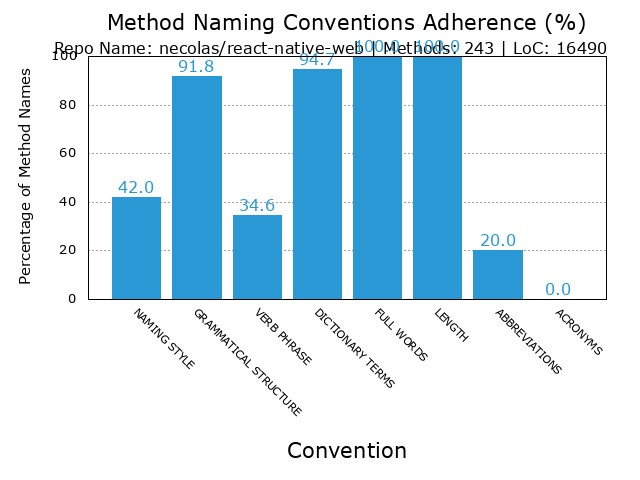 Method Naming Conventions Adherence (%)
Repo Name: necolas/react-native-web | Methods: 243 | LoC: 16490
Percentage of Method Names
100
80
60
40
20
0
42.0
91.8
34.6
94.7
100.0
100.0
20.0
0.0
NAMING STYLE
GRAMMATICAL STRUCTURE
VERB PHRASE
DICTIONARY TERMS
FULL WORDS
LENGTH
ABBREVIATIONS
ACRONYMS
Convention